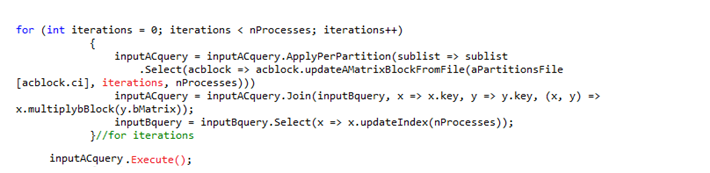 for (int iterations = 0; iterations < nProcesses; iterations++)
{
inputACquery = inputACquery.ApplyPerPartition(sublist => sublist
.Select(acblock => acblock.updateAMatrixBlockFromFile(aPartitionsFile
[acblock.ci], iterations, nProcesses)))
inputACquery = inputACquery.Join(inputBquery, x => x.key, y => y.key, (x, y) =>
x.multiplybBlock(y.bMatrix));
inputBquery = inputBquery.Select(x => x.updateIndex(nProcesses));
}//for iterations
inputACquery.Execute();